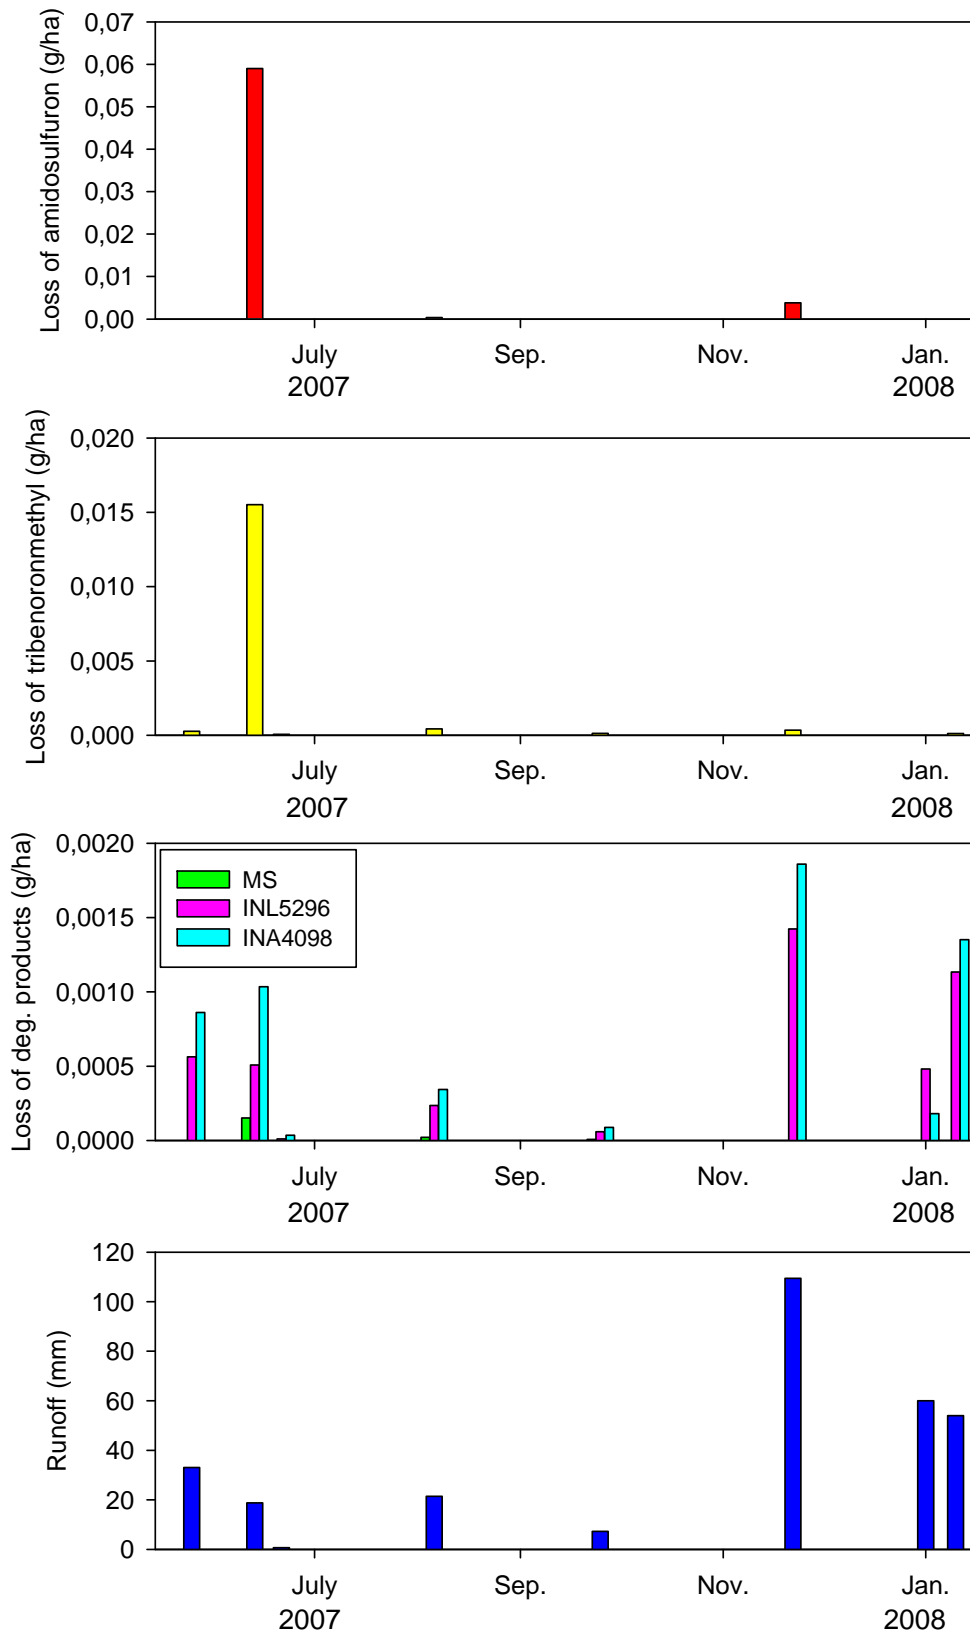 Loss of amidosulfuron (g/ha)
0,07
0,06
0,05
0,04
0,03
0,02
0,01
0,00
July Sep. Nov. Jan.
2007 2008
Loss of tribenoronmethyl (g/ha)
0,020
0,015
0,010
0,005
0,000
July Sep. Nov. Jan.
2007 2008
Loss of deg. products (g/ha)
0,0020
0,0015
0,0010
0,0005
0,0000
MS
INL5296
INA4098
July Sep. Nov. Jan.
2007 2008
Runoff (mm)
120
100
80
60
40
20
0
July Sep. Nov. Jan.
2007 2008